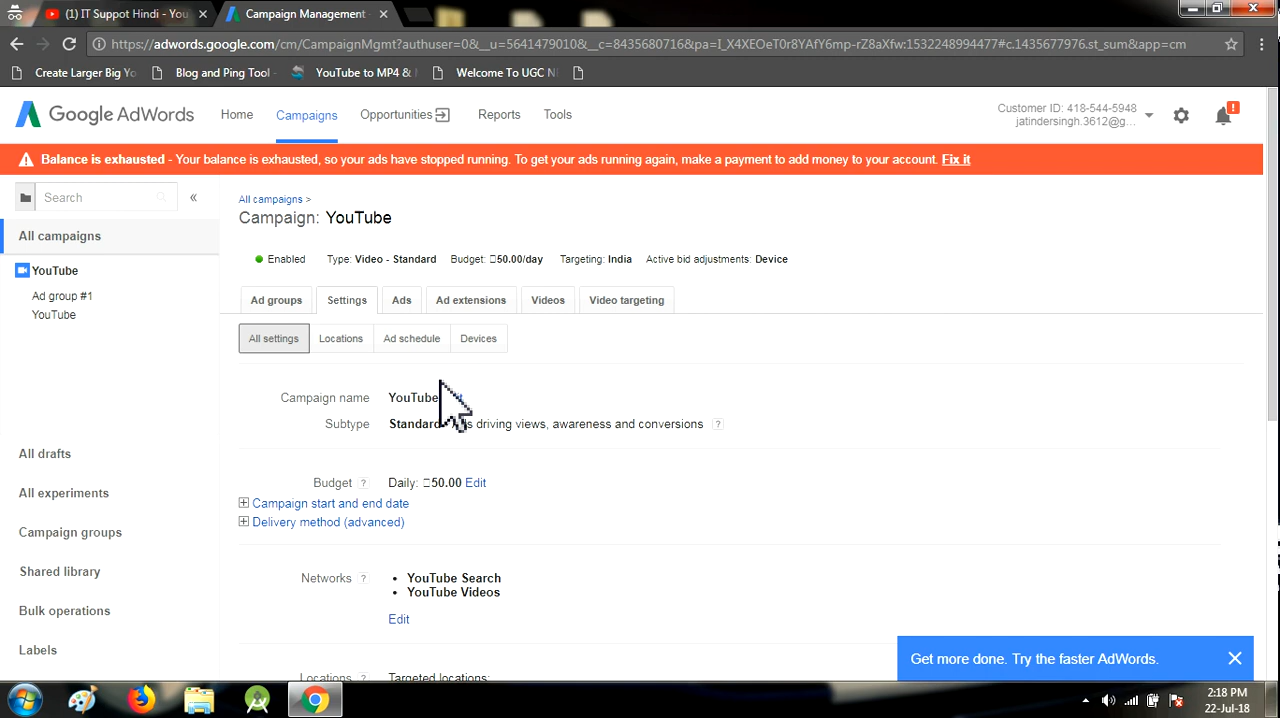 (1) IT Suppot Hindi - You
Campaign Management -
https://adwords.google.com/cm/CampaignMgmt?authuser=0&__u=5641479010&__c=8435680716&pa=I_X4XEOeT0r8YAfY6mp-rZ8aXfw:1532248994477#c.1435677976.st_sum&app=cm
Create Larger Big Yo
Blog and Ping Tool -
YouTube to MP4 &
Welcome To UGC N
Google AdWords
Home
Campaigns
Opportunities
Reports
Tools
Customer ID: 418-544-5948
jatindersingh.3612@g...
Balance is exhausted - Your balance is exhausted, so your ads have stopped running. To get your ads running again, make a payment to add money to your account. Fix it
Search
«
All campaigns >
Campaign: YouTube
All campaigns
Enabled Type: Video - Standard Budget: 50.00/day Targeting: India Active bid adjustments: Device
YouTube
Ad group #1
YouTube
Ad groups
Settings
Ads
Ad extensions
Videos
Video targeting
All settings
Locations
Ad schedule
Devices
Campaign name YouTube
Subtype Standard driving views, awareness and conversions ?
Budget ? Daily: 50.00 Edit
Campaign start and end date
Delivery method (advanced)
Networks ? • YouTube Search
• YouTube Videos
Edit
Locations ? Targeted locations:
All drafts
All experiments
Campaign groups
Shared library
Bulk operations
Labels
Get more done. Try the faster AdWords.
2:18 PM
22-Jul-18